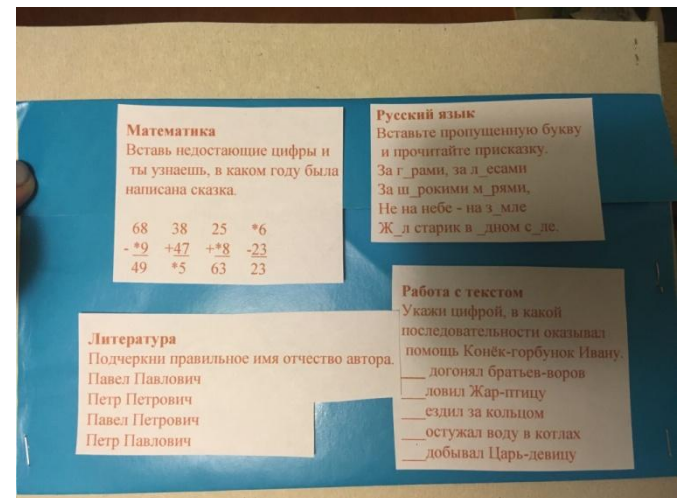 Математика
Вставь недостающие цифры и
ты узнаешь, в каком году была
написана сказка.
68 38 25 *6
- *9 +47 +*8 -23
49 *5 63 23
Русский язык
Вставьте пропущенную букву
и прочитайте присказку.
За г_рами, за л_есами
За ш_рокими м_рями,
Не на небе - на з_мле
Ж_л старик в _дном с_ле.
Литература
Подчеркни правильное имя отчество автора.
Павел Павлович
Петр Петрович
Павел Петрович
Петр Павлович
Работа с текстом
Укажи цифрой, в какой
последовательности оказывал
помощь Конёк-горбунок Ивану.
___ догонял братьев-воров
___ловил Жар-птицу
___ездил за кольцом
___остужал воду в котлах
___добывал Царь-девицу